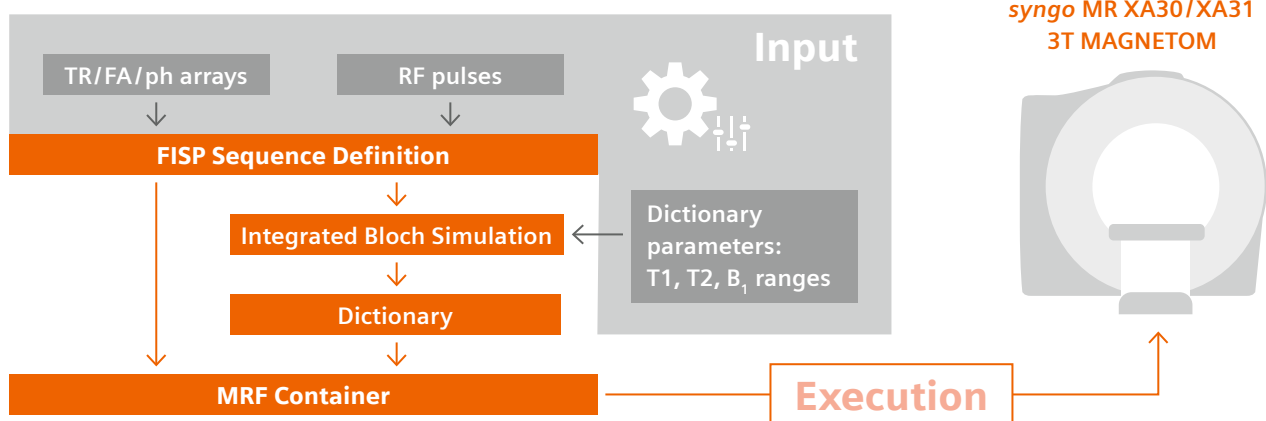 syngo MR XA30/XA31
3T MAGNETOM
Input
TR/FA/ph arrays
RF pulses
FISP Sequence Definition
Integrated Bloch Simulation
Dictionary
parameters:
T1, T2, B₁ ranges
Dictionary
MRF Container
Execution